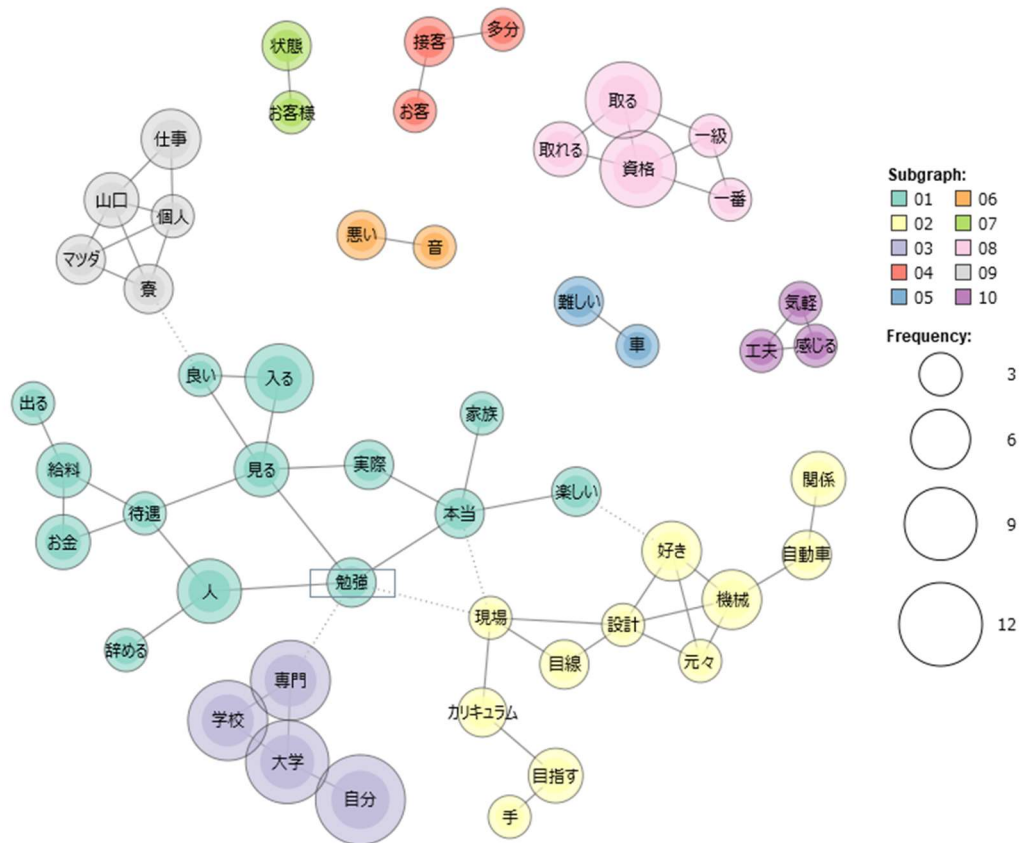 状態
お客様
接客
多分
お客
取る
取れる
一級
資格
一番
仕事
山口
個人
マツダ
寮
悪い
音
難しい
車
気軽
工夫
感じる
良い
入る
出る
給料
見る
実際
家族
お金
待遇
本当
楽しい
人
勉強
辞める
関係
好き
自動車
現場
設計
機械
目線
元々
専門
学校
大学
自分
カリキュラム
目指す
手
Subgraph:
01 06
02 07
03 08
04 09
05 10
Frequency:
3
6
9
12